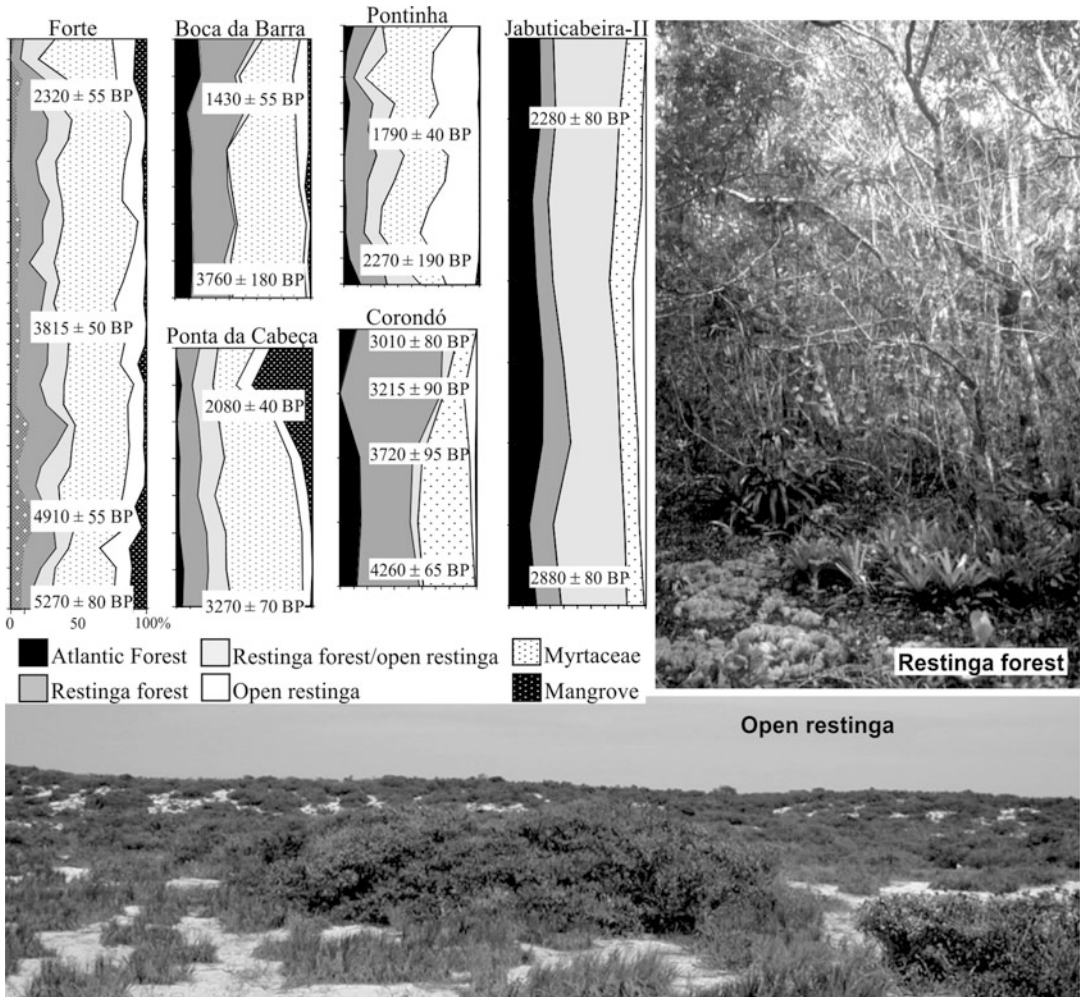 Forte
2320 ± 55 BP
3815 ± 50 BP
4910 ± 55 BP
5270 ± 80 BP
0 50 100%
Boca da Barra
1430 ± 55 BP
3760 ± 180 BP
Ponta da Cabeça
2080 ± 40 BP
3270 ± 70 BP
Pontinha
1790 ± 40 BP
2270 ± 190 BP
Corondó
3010 ± 80 BP
3215 ± 90 BP
3720 ± 95 BP
4260 ± 65 BP
Jabuticabeira-II
2280 ± 80 BP
2880 ± 80 BP
Atlantic Forest
Restinga forest/open restinga
Myrtaceae
Restinga forest
Open restinga
Mangrove
Restinga forest
Open restinga